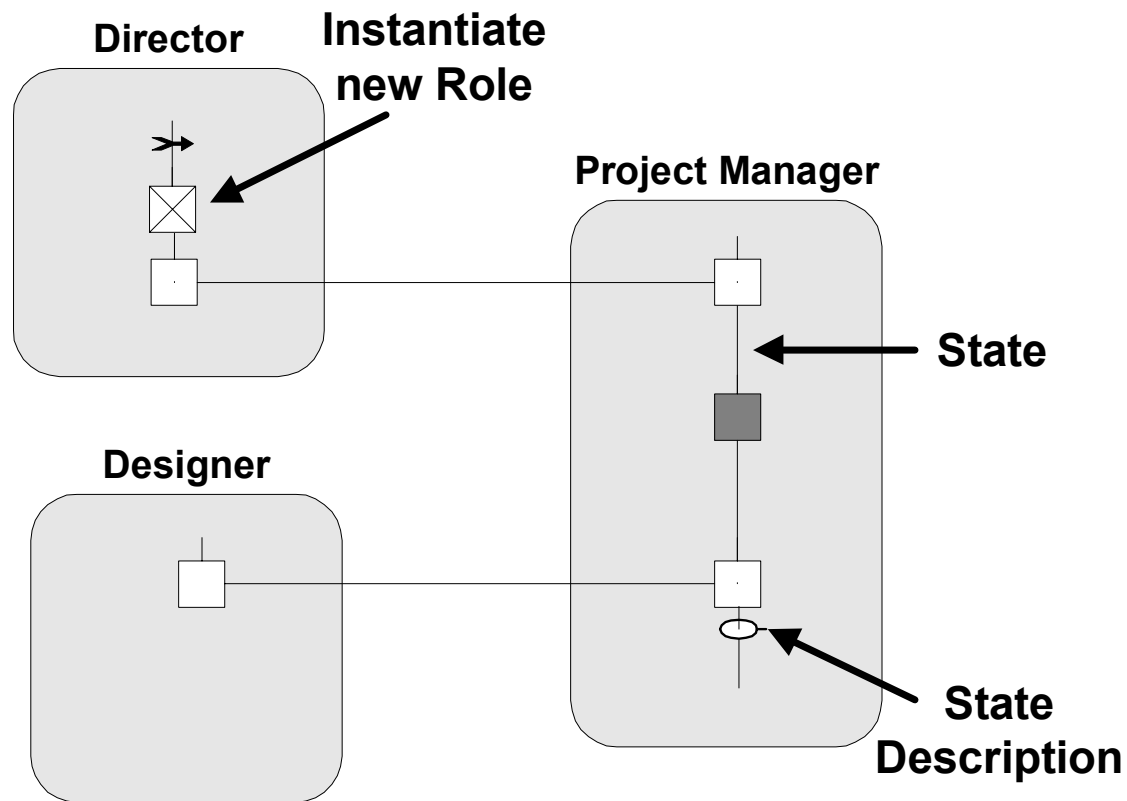 Director
Instantiate
new Role
Project Manager
State
Designer
State
Description